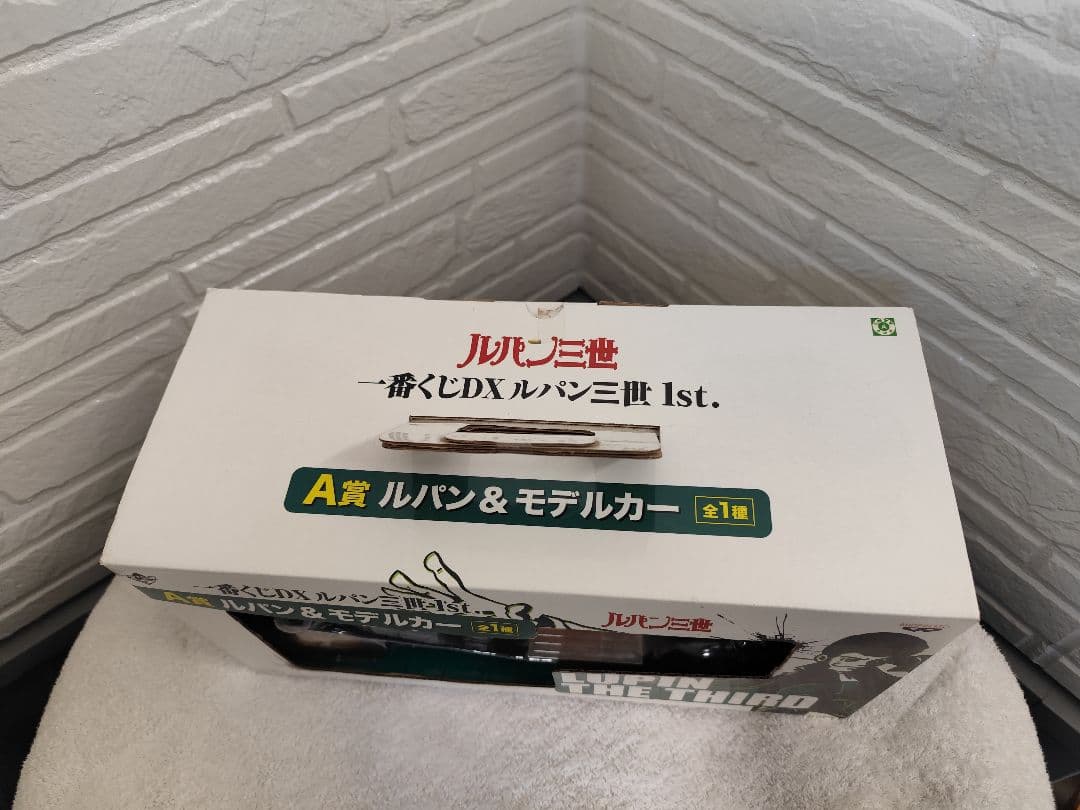 ルパン三世
一番くじDX ルパン三世 1st.
A賞 ルパン&モデルカー 全1種
一番くじDX ルパン三世 1st.
A賞 ルパン&モデルカー 全1種
ルパン三世
LUPIN
THE THIRD